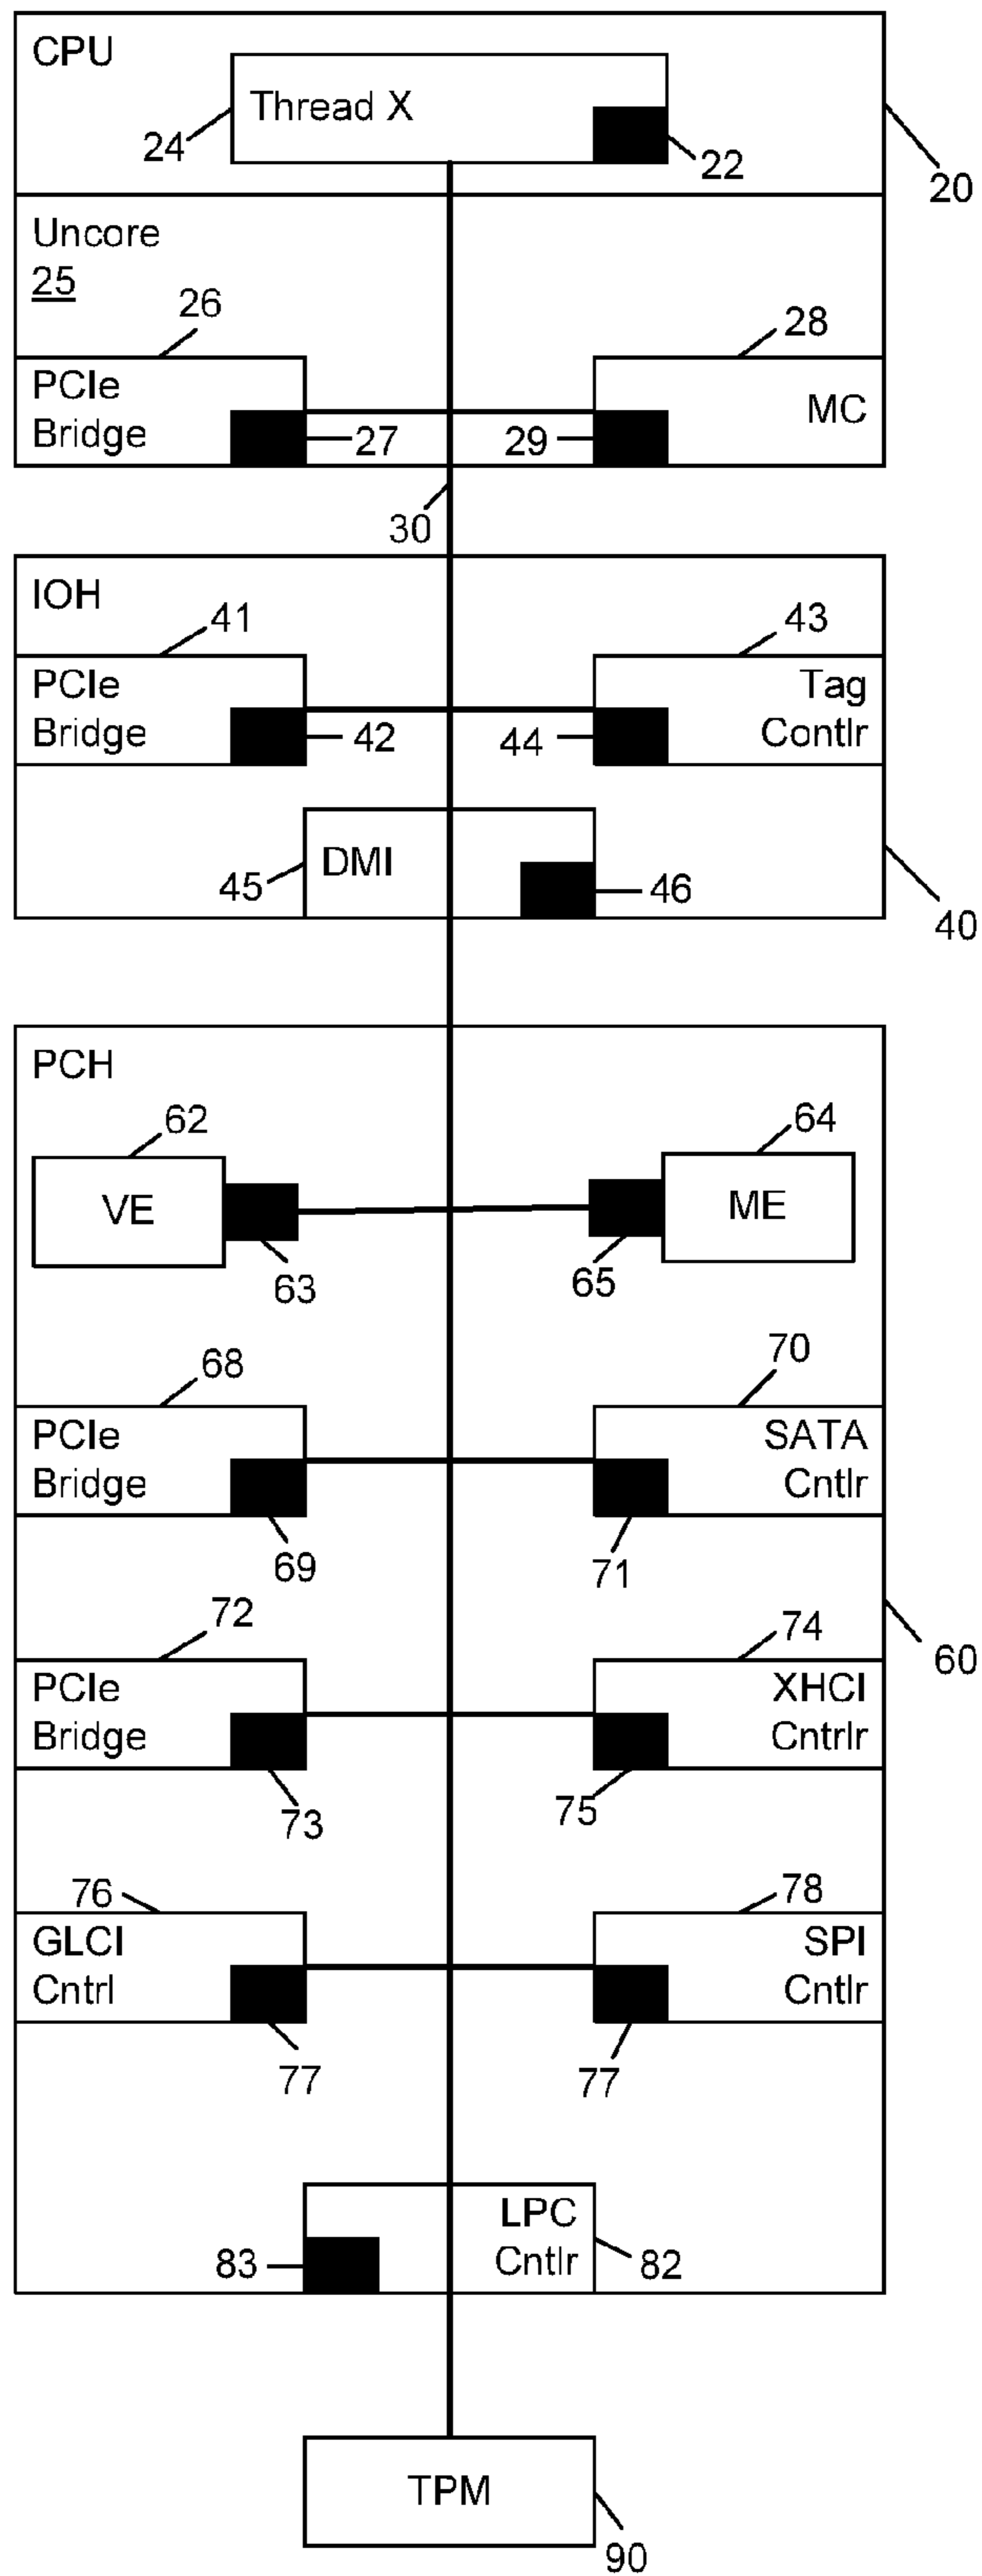 CPU
Thread X
24
22
20
Uncore
25
26
28
PCIe
Bridge
MC
27
29
30
IOH
41
43
PCIe
Bridge
Tag
Contlr
42
44
DMI
45
46
40
PCH
62
64
VE
ME
63
65
68
70
PCIe
Bridge
SATA
Cntlr
69
71
72
74
60
PCIe
Bridge
XHCI
Cntrlr
73
75
76
78
GLCI
Cntrl
SPI
Cntlr
77
77
LPC
Cntlr
83
82
TPM
90